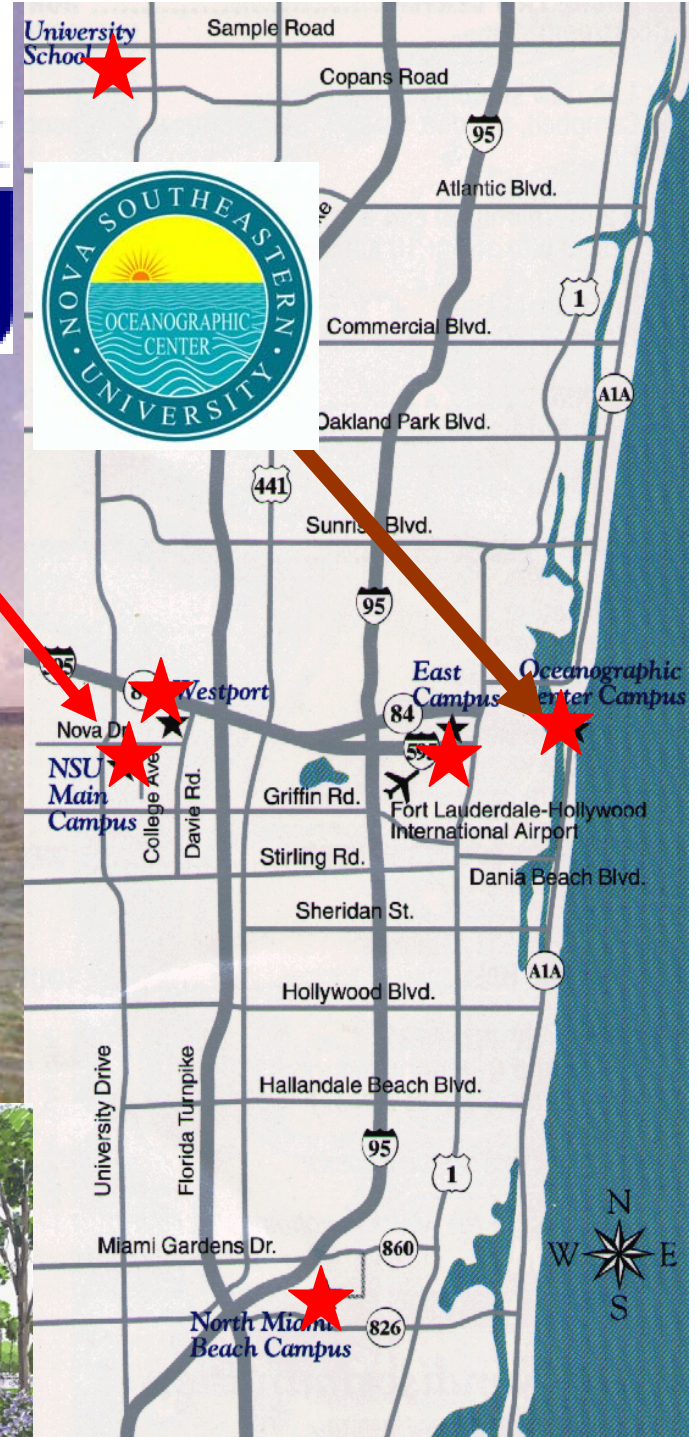 University
School
Sample Road
Copans Road
95
Atlantic Blvd.
NOVA SOUTHEASTERN
UNIVERSITY
OCEANOGRAPHIC
CENTER
1
Commercial Blvd.
A1A
Oakland Park Blvd.
441
Sunrise Blvd.
95
East
Campus
Oceanographic
Center Campus
Westport
84
Nova Dr.
595
NSU
Main
Campus
College Ave.
Davie Rd.
Griffin Rd.
Fort Lauderdale-Hollywood
International Airport
Stirling Rd.
Dania Beach Blvd.
Sheridan St.
A1A
Hollywood Blvd.
University Drive
Florida Turnpike
Hallandale Beach Blvd.
95
1
N
W E
S
Miami Gardens Dr.
860
North Miami
Beach Campus
826